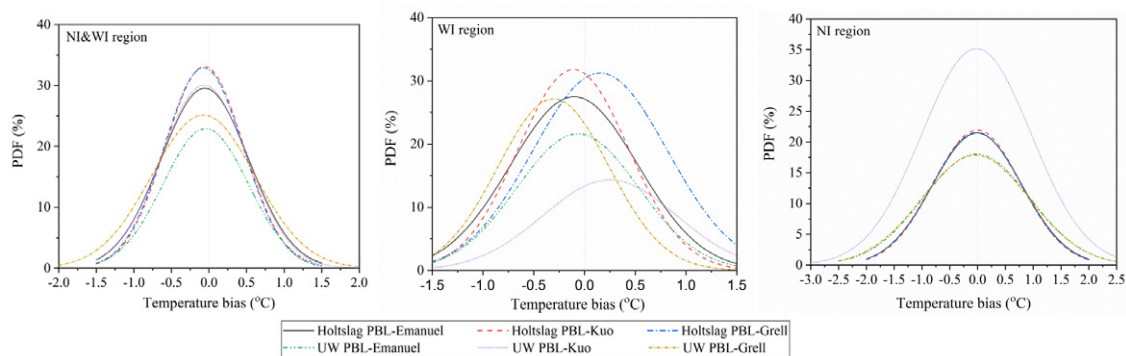 NI&WI region
PDF (%)
40
30
20
10
0
-2.0 -1.5 -1.0 -0.5 0.0 0.5 1.0 1.5 2.0
Temperature bias (°C)
WI region
PDF (%)
40
30
20
10
0
-1.5 -1.0 -0.5 0.0 0.5 1.0 1.5
Temperature bias (°C)
NI region
PDF (%)
40
35
30
25
20
15
10
5
0
-3.0 -2.5 -2.0 -1.5 -1.0 -0.5 0.0 0.5 1.0 1.5 2.0 2.5
Temperature bias (°C)
Holtslag PBL-Emanuel Holtslag PBL-Kuo Holtslag PBL-Grell
UW PBL-Emanuel UW PBL-Kuo UW PBL-Grell